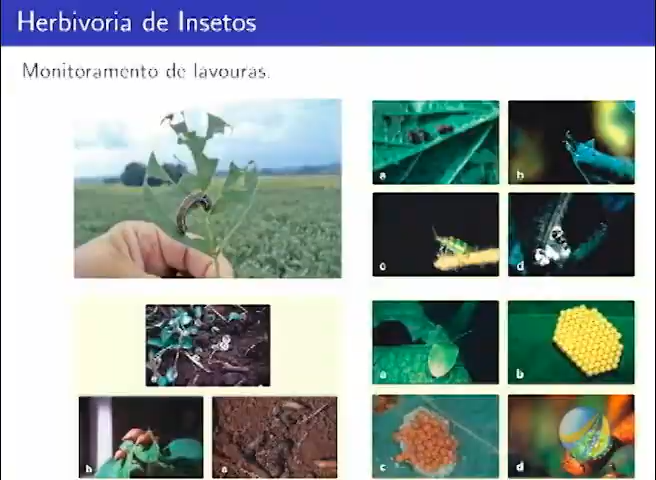 Herbivoria de Insetos
Monitoramento de lavouras.
a
b
c
d
a
b
c
d